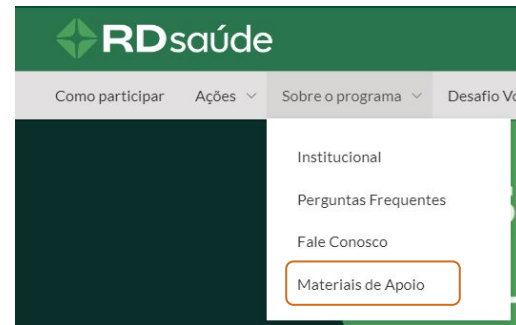 RDsaúde
Como participar Ações Sobre o programa Desafio Vo
Institucional
Perguntas Frequentes
Fale Conosco
Materiais de Apoio